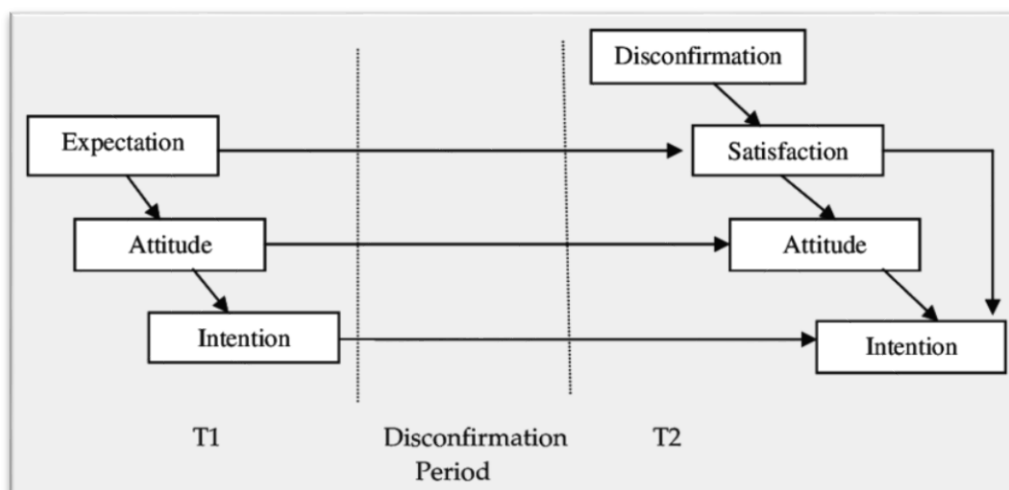 Disconfirmation
Expectation
Satisfaction
Attitude
Attitude
Intention
Intention
T1
Disconfirmation
Period
T2